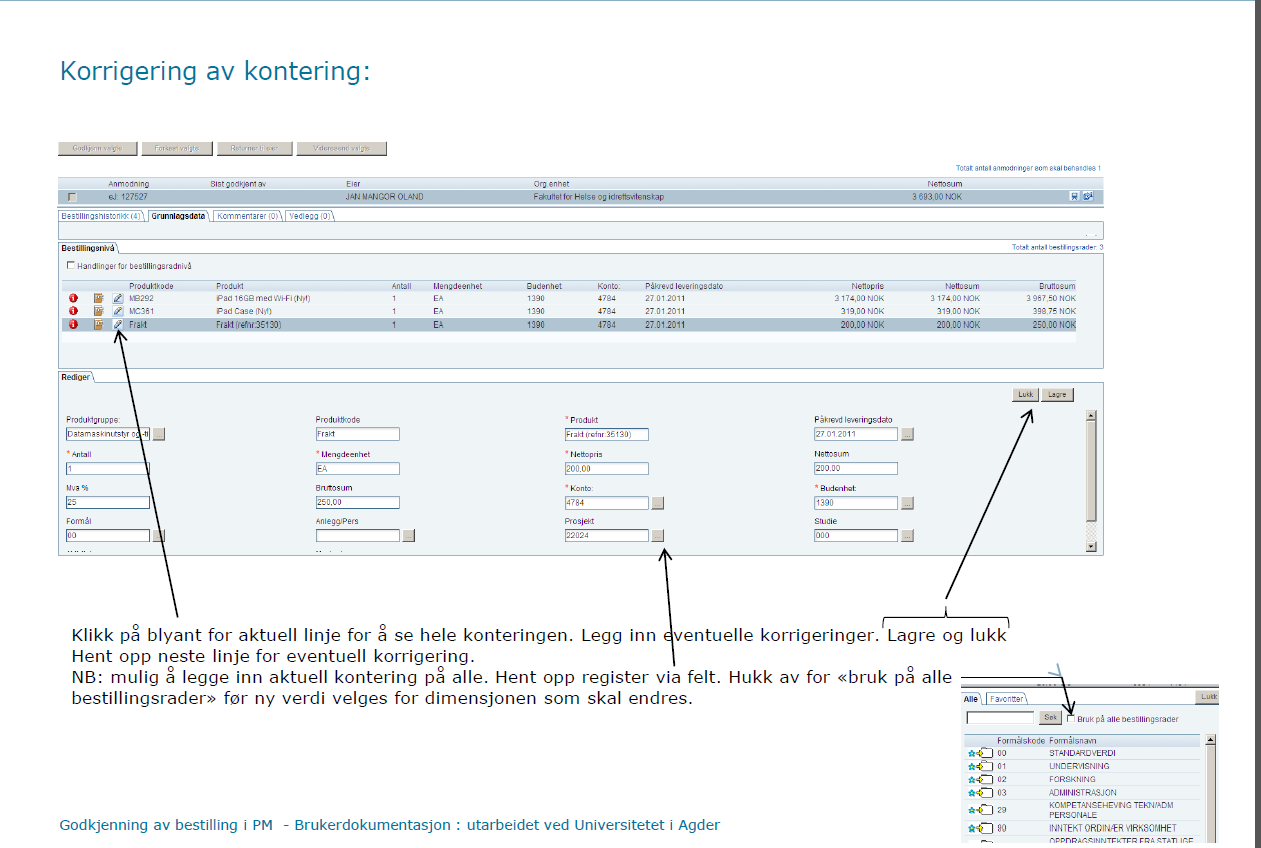 Korrigering av kontering:
Godkjenn valgte Forkast valgte Returner til eier Videresend valgte
Totalt antall anmodninger som skal behandles 1
Anmodning Sist godkjent av Eier Org.enhet Nettosum
eJ: 127527 JAN MANGOR OLAND Fakultet for Helse og idrettsvitenskap 3 693,00 NOK
Bestillingshistorikk (4) Grunnlagsdata Kommentarer (0) Vedlegg (0)
Bestillingsnivå Totalt antall bestillingsrader: 3
Handlinger for bestillingsradnivå
Produktkode Produkt Antall Mengdeenhet Budenhet Konto: Påkrevd leveringsdato Nettopris Nettosum Bruttosum
MB292 iPad 16GB med Wi-Fi (Ny!) 1 EA 1390 4784 27.01.2011 3 174,00 NOK 3 174,00 NOK 3 967,50 NOK
MC361 iPad Case (Ny!) 1 EA 1390 4784 27.01.2011 319,00 NOK 319,00 NOK 398,75 NOK
Frakt Frakt (refnr:35130) 1 EA 1390 4784 27.01.2011 200,00 NOK 200,00 NOK 250,00 NOK
Rediger
Lukk Lagre
Produktgruppe: Produktkode * Produkt Påkrevd leveringsdato
Datamaskinutstyr og -ti ... Frakt Frakt (refnr:35130) 27.01.2011 ...
* Antall * Mengdeenhet * Nettopris Nettosum
1 EA 200,00 200,00
Mva % Bruttosum * Konto: * Budenhet:
25 250,00 4784 ... 1390 ...
Formål Anlegg/Pers Prosjekt Studie
00 ... ... 22024 ... 000 ...
Klikk på blyant for aktuell linje for å se hele konteringen. Legg inn eventuelle korrigeringer. Lagre og lukk
Hent opp neste linje for eventuell korrigering.
NB: mulig å legge inn aktuell kontering på alle. Hent opp register via felt. Hukk av for «bruk på alle
bestillingsrader» før ny verdi velges for dimensjonen som skal endres.
Alle Favoritter Lukk
Søk Bruk på alle bestillingsrader
Formålskode Formålsnavn
00 STANDARDVERDI
01 UNDERVISNING
02 FORSKNING
03 ADMINISTRASJON
29 KOMPETANSEHEVING TEKN/ADM
PERSONALE
90 INNTEKT ORDINÆR VIRKSOMHET
OPPDRAGSINNTEKTER FRA STATLIGE
Godkjenning av bestilling i PM - Brukerdokumentasjon : utarbeidet ved Universitetet i Agder